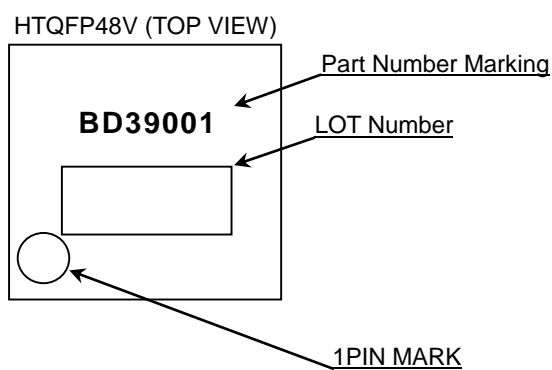 HTQFP48V (TOP VIEW)
Part Number Marking
BD39001
LOT Number
1PIN MARK